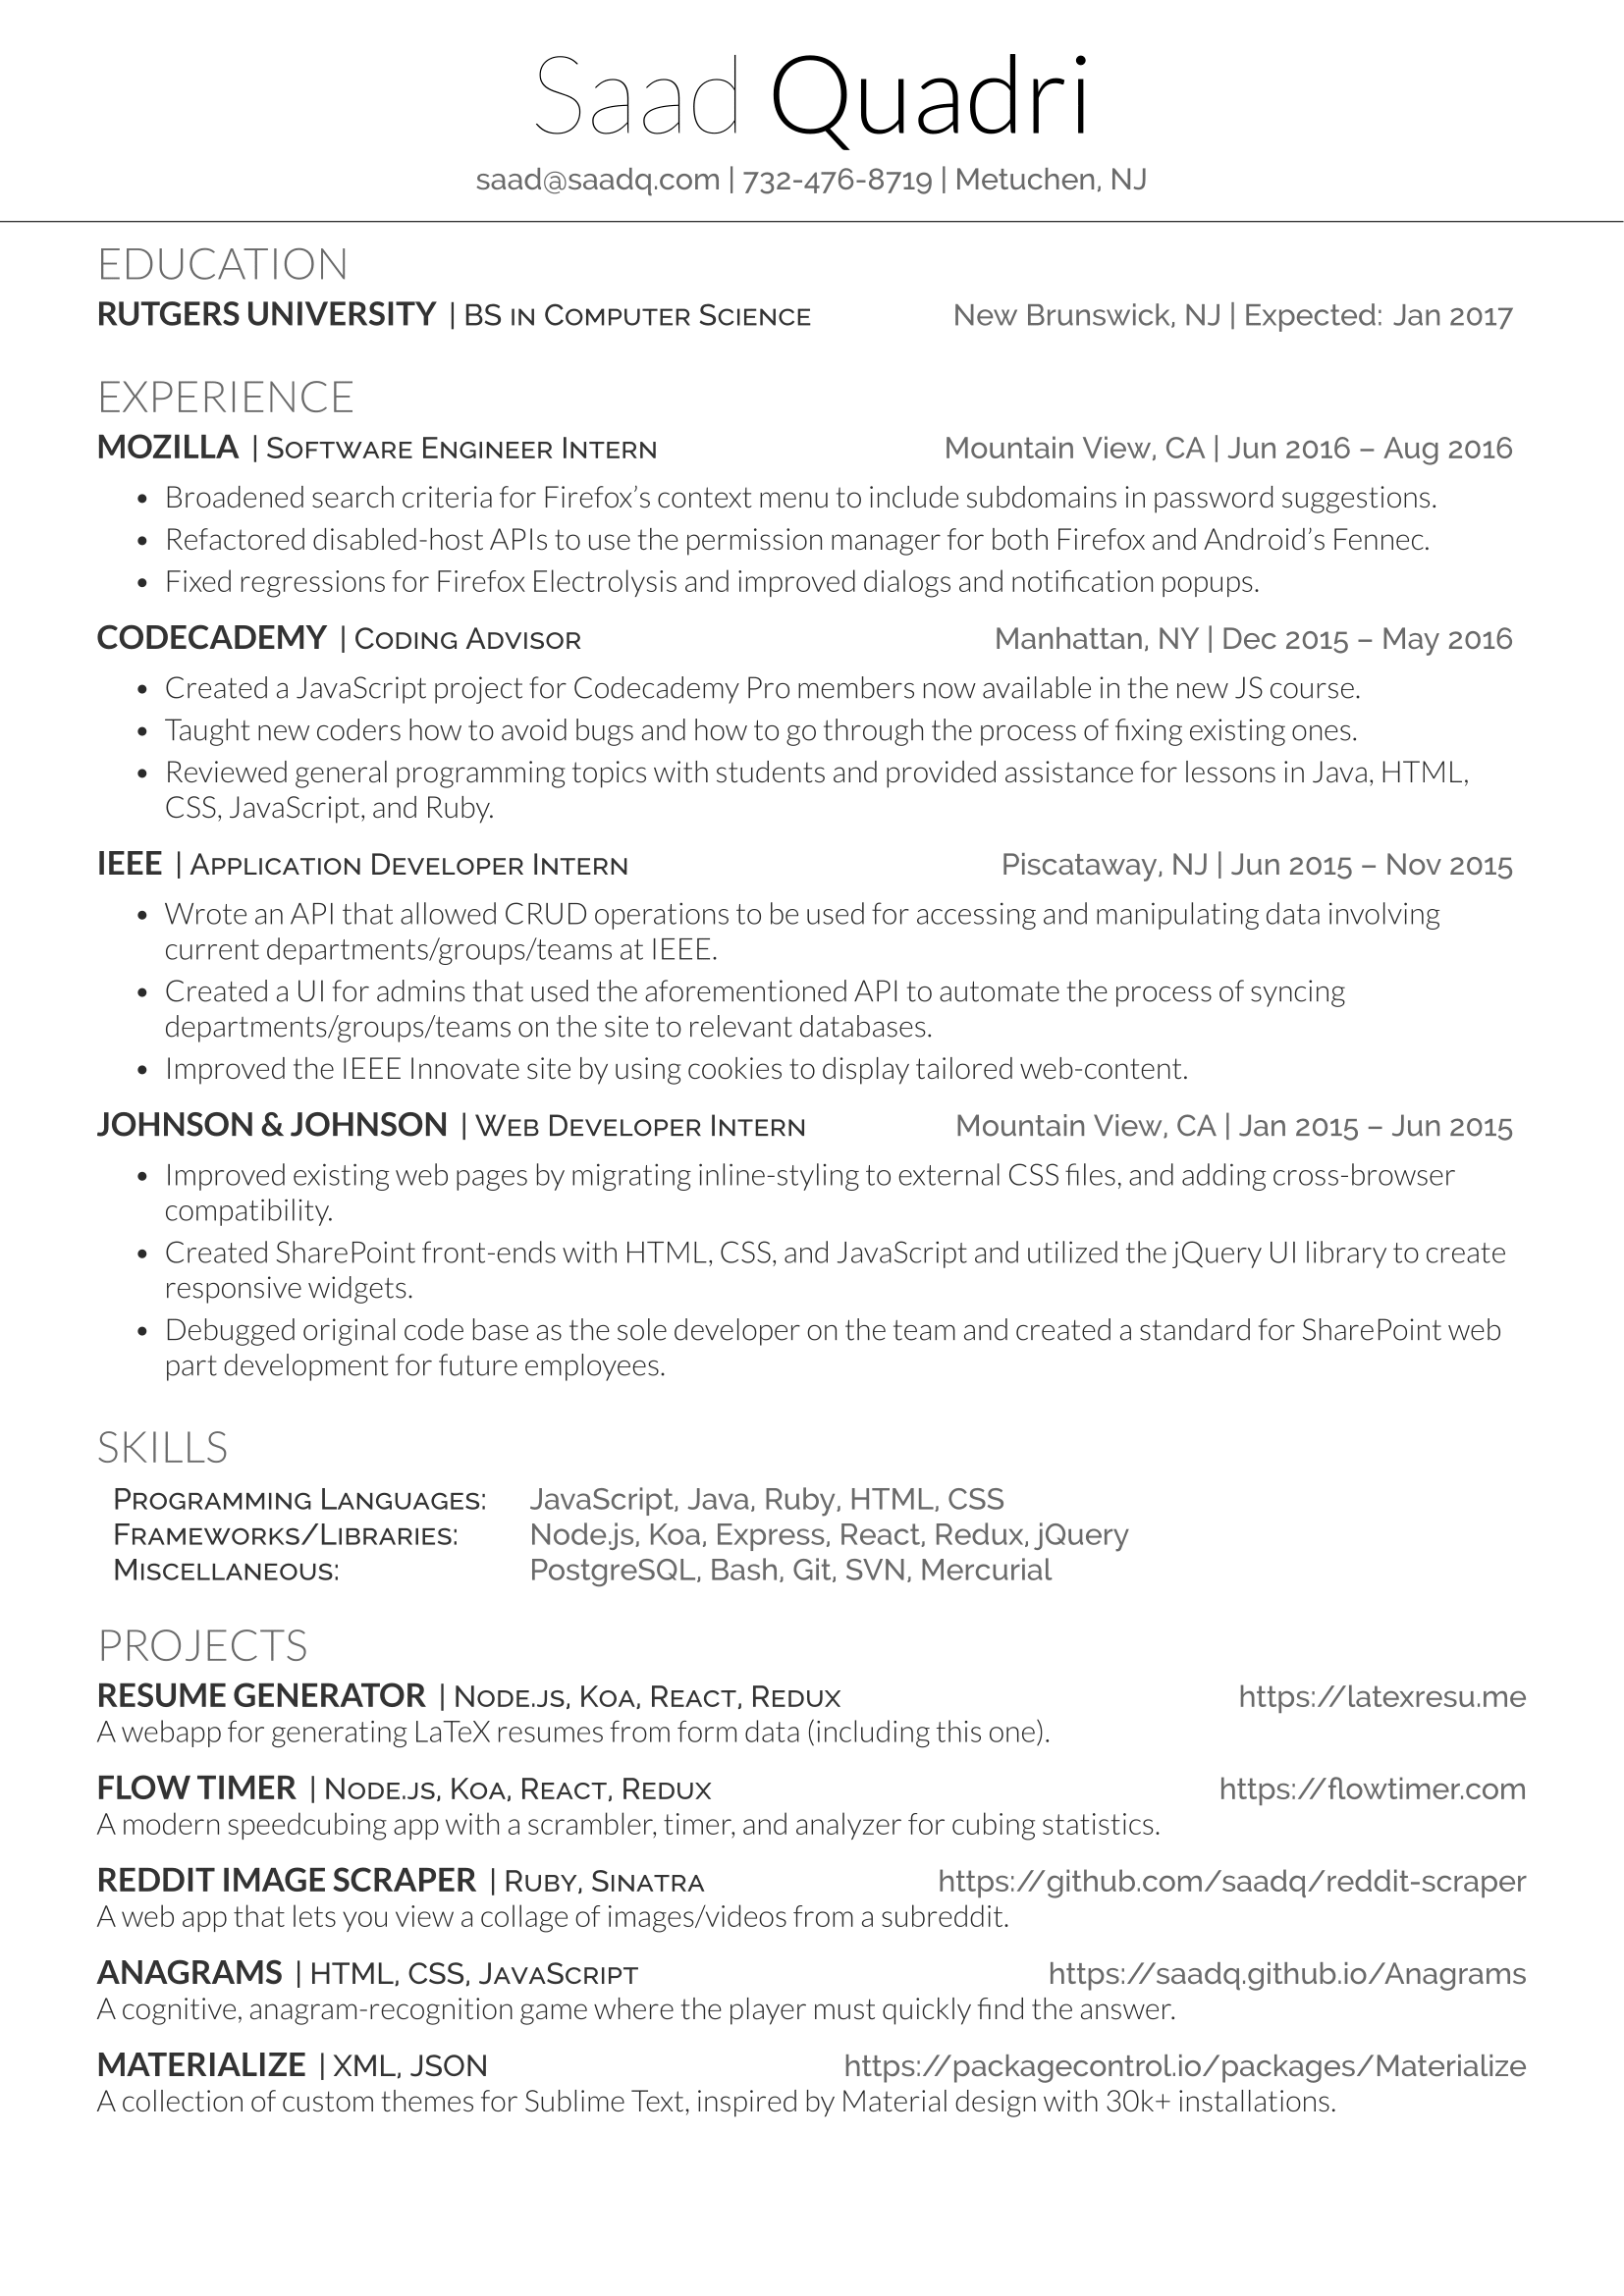 Saad Quadri
saad@saadq.com | 732-476-8719 | Metuchen, NJ
EDUCATION
RUTGERS UNIVERSITY | BS in Computer Science New Brunswick, NJ | Expected: Jan 2017
EXPERIENCE
MOZILLA | Software Engineer Intern Mountain View, CA | Jun 2016 – Aug 2016
• Broadened search criteria for Firefox’s context menu to include subdomains in password suggestions.
• Refactored disabled-host APIs to use the permission manager for both Firefox and Android’s Fennec.
• Fixed regressions for Firefox Electrolysis and improved dialogs and notification popups.
CODECADEMY | Coding Advisor Manhattan, NY | Dec 2015 – May 2016
• Created a JavaScript project for Codecademy Pro members now available in the new JS course.
• Taught new coders how to avoid bugs and how to go through the process of fixing existing ones.
• Reviewed general programming topics with students and provided assistance for lessons in Java, HTML,
CSS, JavaScript, and Ruby.
IEEE | Application Developer Intern Piscataway, NJ | Jun 2015 – Nov 2015
• Wrote an API that allowed CRUD operations to be used for accessing and manipulating data involving
current departments/groups/teams at IEEE.
• Created a UI for admins that used the aforementioned API to automate the process of syncing
departments/groups/teams on the site to relevant databases.
• Improved the IEEE Innovate site by using cookies to display tailored web-content.
JOHNSON & JOHNSON | Web Developer Intern Mountain View, CA | Jan 2015 – Jun 2015
• Improved existing web pages by migrating inline-styling to external CSS files, and adding cross-browser
compatibility.
• Created SharePoint front-ends with HTML, CSS, and JavaScript and utilized the jQuery UI library to create
responsive widgets.
• Debugged original code base as the sole developer on the team and created a standard for SharePoint web
part development for future employees.
SKILLS
Programming Languages: JavaScript, Java, Ruby, HTML, CSS
Frameworks/Libraries: Node.js, Koa, Express, React, Redux, jQuery
Miscellaneous: PostgreSQL, Bash, Git, SVN, Mercurial
PROJECTS
RESUME GENERATOR | Node.js, Koa, React, Redux https://latexresu.me
A webapp for generating LaTeX resumes from form data (including this one).
FLOW TIMER | Node.js, Koa, React, Redux https://flowtimer.com
A modern speedcubing app with a scrambler, timer, and analyzer for cubing statistics.
REDDIT IMAGE SCRAPER | Ruby, Sinatra https://github.com/saadq/reddit-scraper
A web app that lets you view a collage of images/videos from a subreddit.
ANAGRAMS | HTML, CSS, JavaScript https://saadq.github.io/Anagrams
A cognitive, anagram-recognition game where the player must quickly find the answer.
MATERIALIZE | XML, JSON https://packagecontrol.io/packages/Materialize
A collection of custom themes for Sublime Text, inspired by Material design with 30k+ installations.